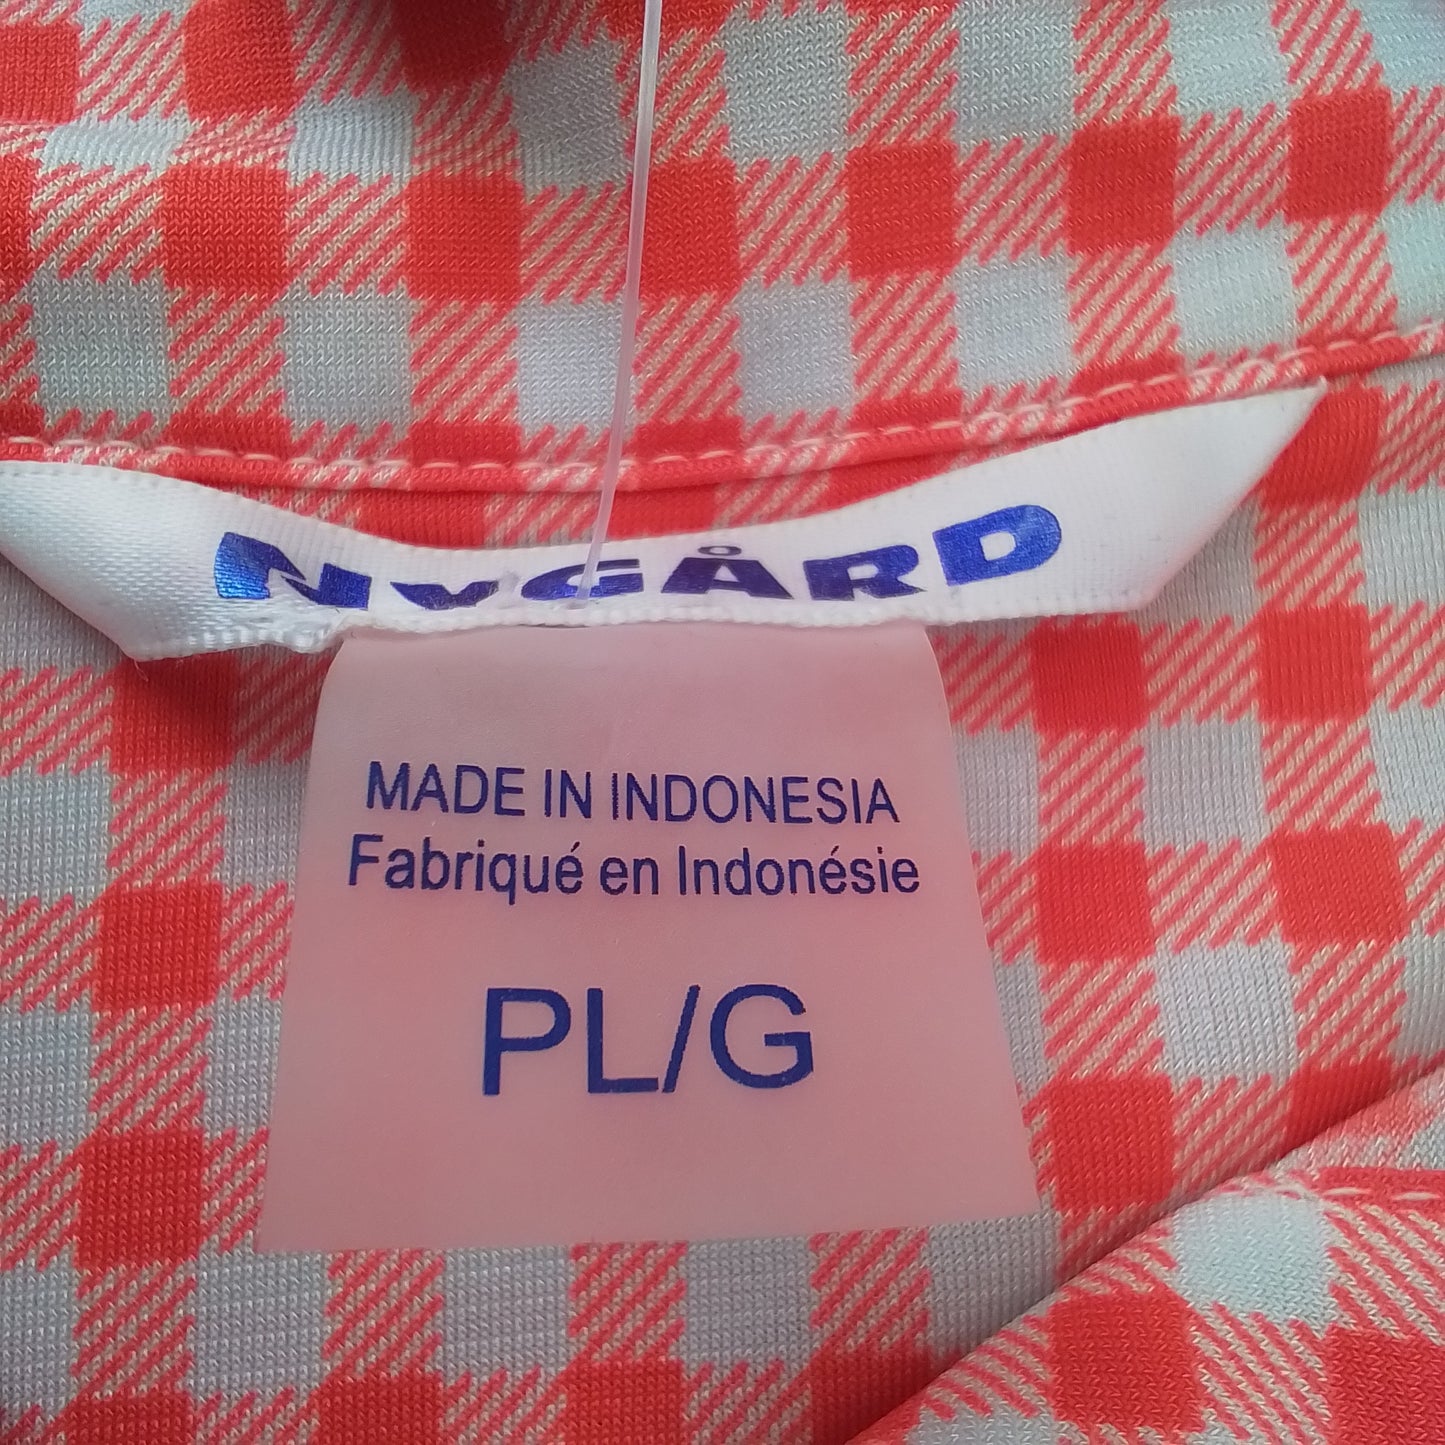 NYGÅRD
MADE IN INDONESIA
Fabriqué en Indonésie
PL/G